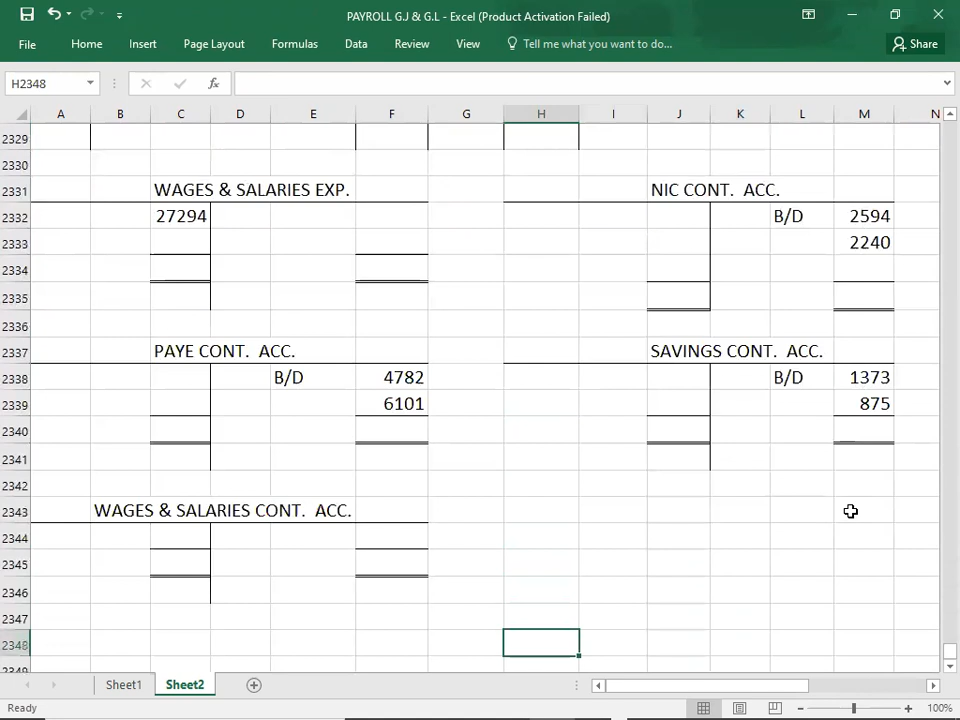 PAYROLL G.J & G.L - Excel (Product Activation Failed)
File Home Insert Page Layout Formulas Data Review View Tell me what you want to do... Share
H2348 fx
A B C D E F G H I J K L M N
2329
2330
2331 WAGES & SALARIES EXP. NIC CONT. ACC.
2332 27294 B/D 2594
2333 2240
2334
2335
2336
2337 PAYE CONT. ACC. SAVINGS CONT. ACC.
2338 B/D 4782 B/D 1373
2339 6101 875
2340
2341
2342
2343 WAGES & SALARIES CONT. ACC.
2344
2345
2346
2347
2348
2349
Sheet1 Sheet2
Ready 100%